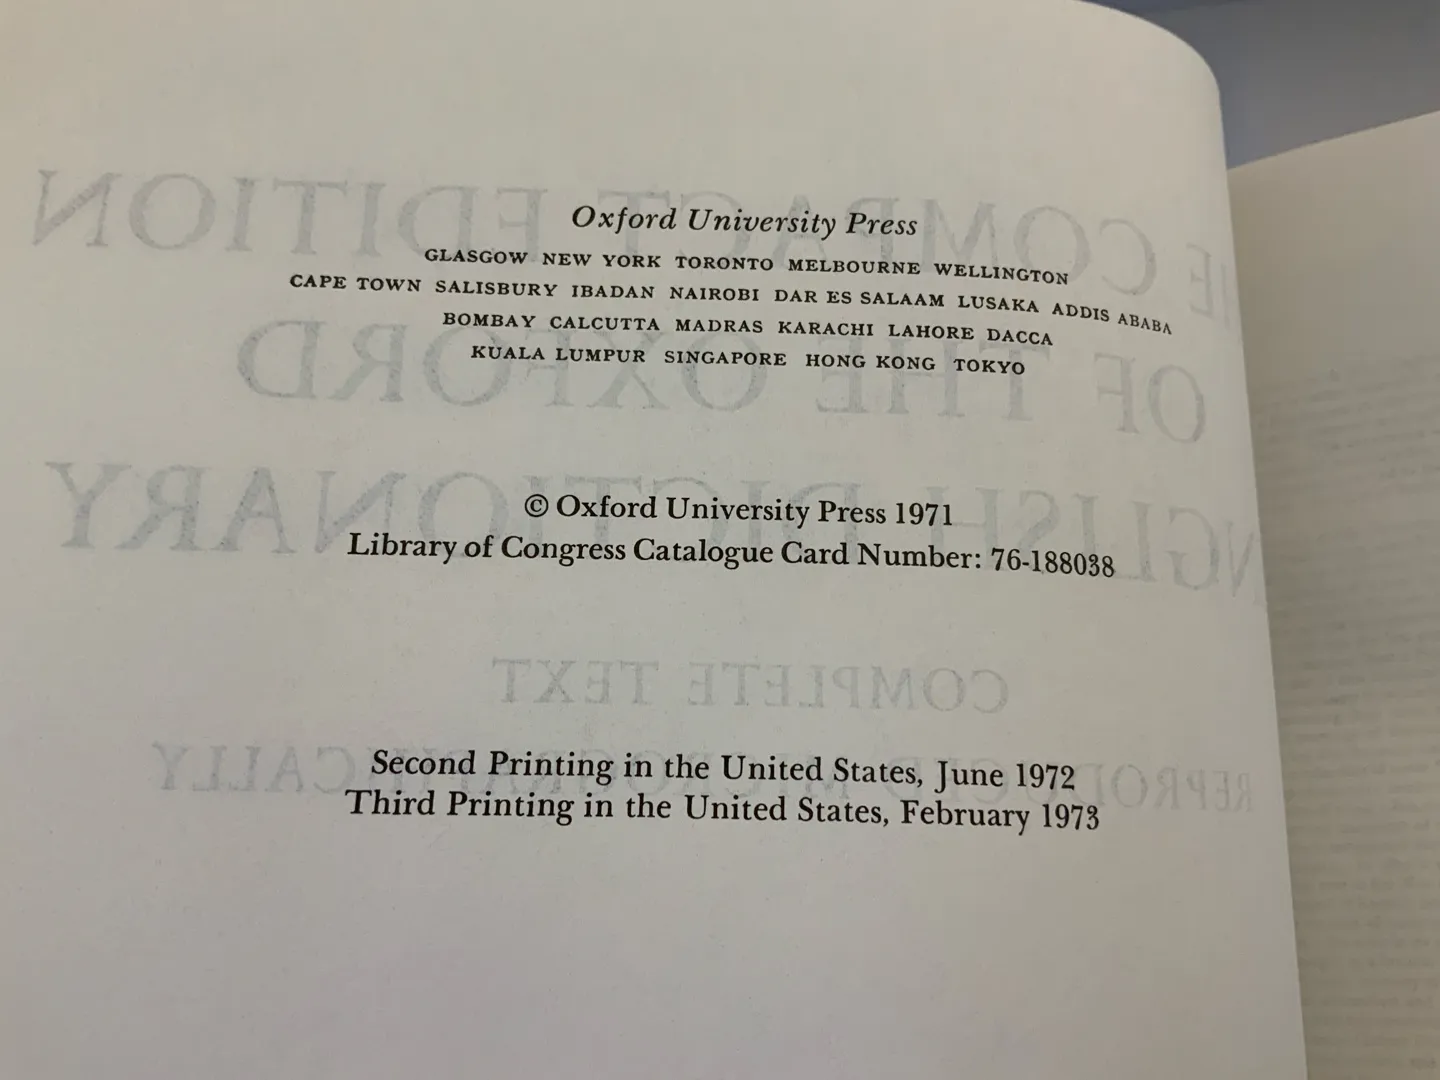 Oxford University Press
GLASGOW NEW YORK TORONTO MELBOURNE WELLINGTON
CAPE TOWN SALISBURY IBADAN NAIROBI DAR ES SALAAM LUSAKA ADDIS ABABA
BOMBAY CALCUTTA MADRAS KARACHI LAHORE DACCA
KUALA LUMPUR SINGAPORE HONG KONG TOKYO
© Oxford University Press 1971
Library of Congress Catalogue Card Number: 76-188038
Second Printing in the United States, June 1972
Third Printing in the United States, February 1973